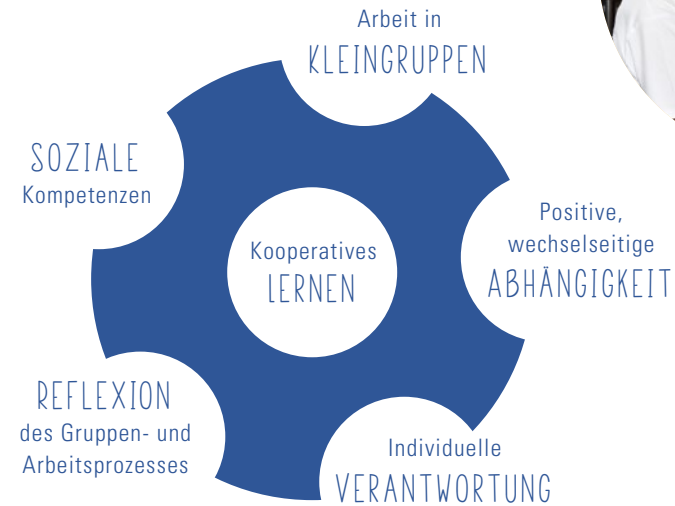 Arbeit in
KLEINGRUPPEN
SOZIALE
Kompetenzen
Positive,
wechselseitige
ABHÄNGIGKEIT
Kooperatives
LERNEN
REFLEXION
des Gruppen- und
Arbeitsprozesses
Individuelle
VERANTWORTUNG